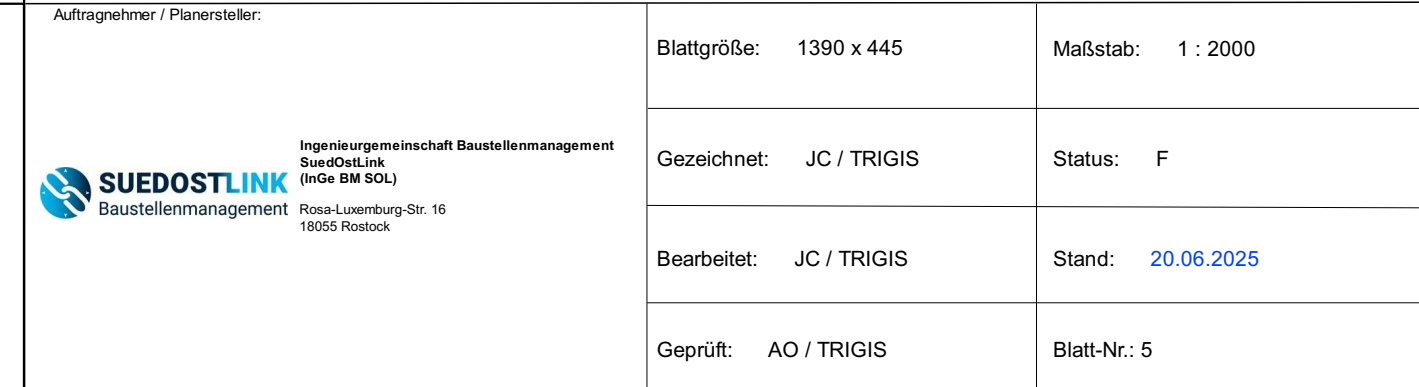 Auftragnehmer / Planersteller:
SUEDOSTLINK
Baustellenmanagement
Ingenieurgemeinschaft Baustellenmanagement
SuedOstLink
(InGe BM SOL)
Rosa-Luxemburg-Str. 16
18055 Rostock
Blattgröße: 1390 x 445
Maßstab: 1 : 2000
Gezeichnet: JC / TRIGIS
Status: F
Bearbeitet: JC / TRIGIS
Stand: 20.06.2025
Geprüft: AO / TRIGIS
Blatt-Nr.: 5